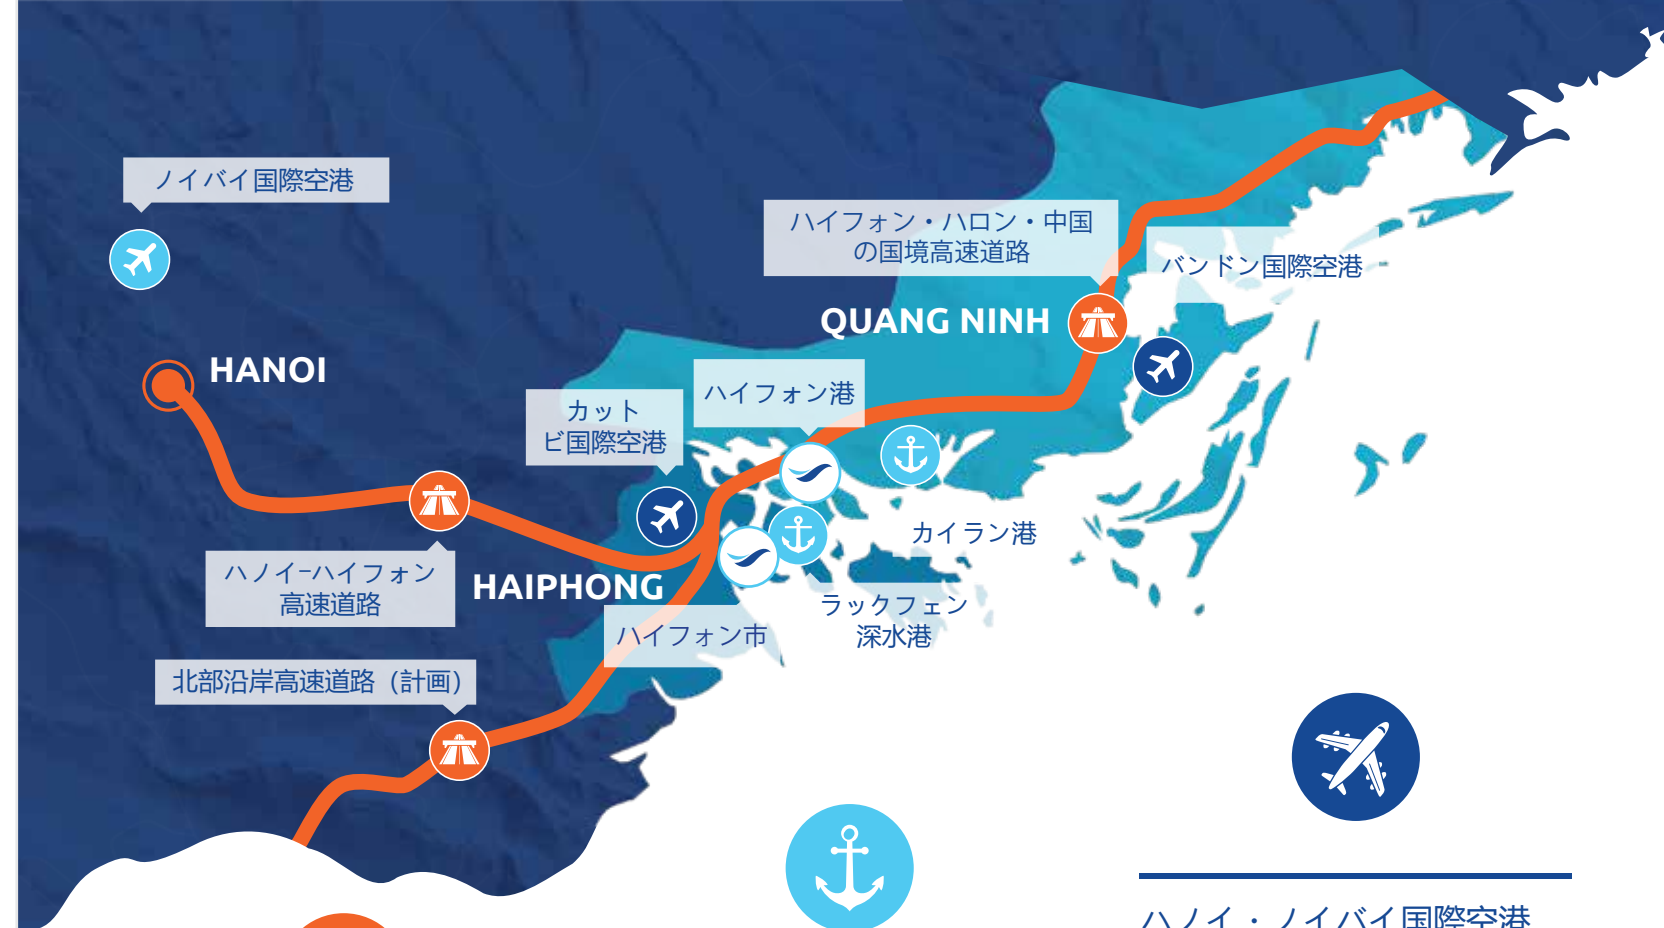 ノイバイ国際空港
ハイフォン・ハロン・中国
の国境高速道路
バンドン国際空港
QUANG NINH
HANOI
ハイフォン港
カット
ビ国際空港
カイラン港
ハノイ-ハイフォン
高速道路
HAIPHONG
ラックフェン
深水港
ハイフォン市
北部沿岸高速道路（計画）
ハノイ・ノイバイ国際空港